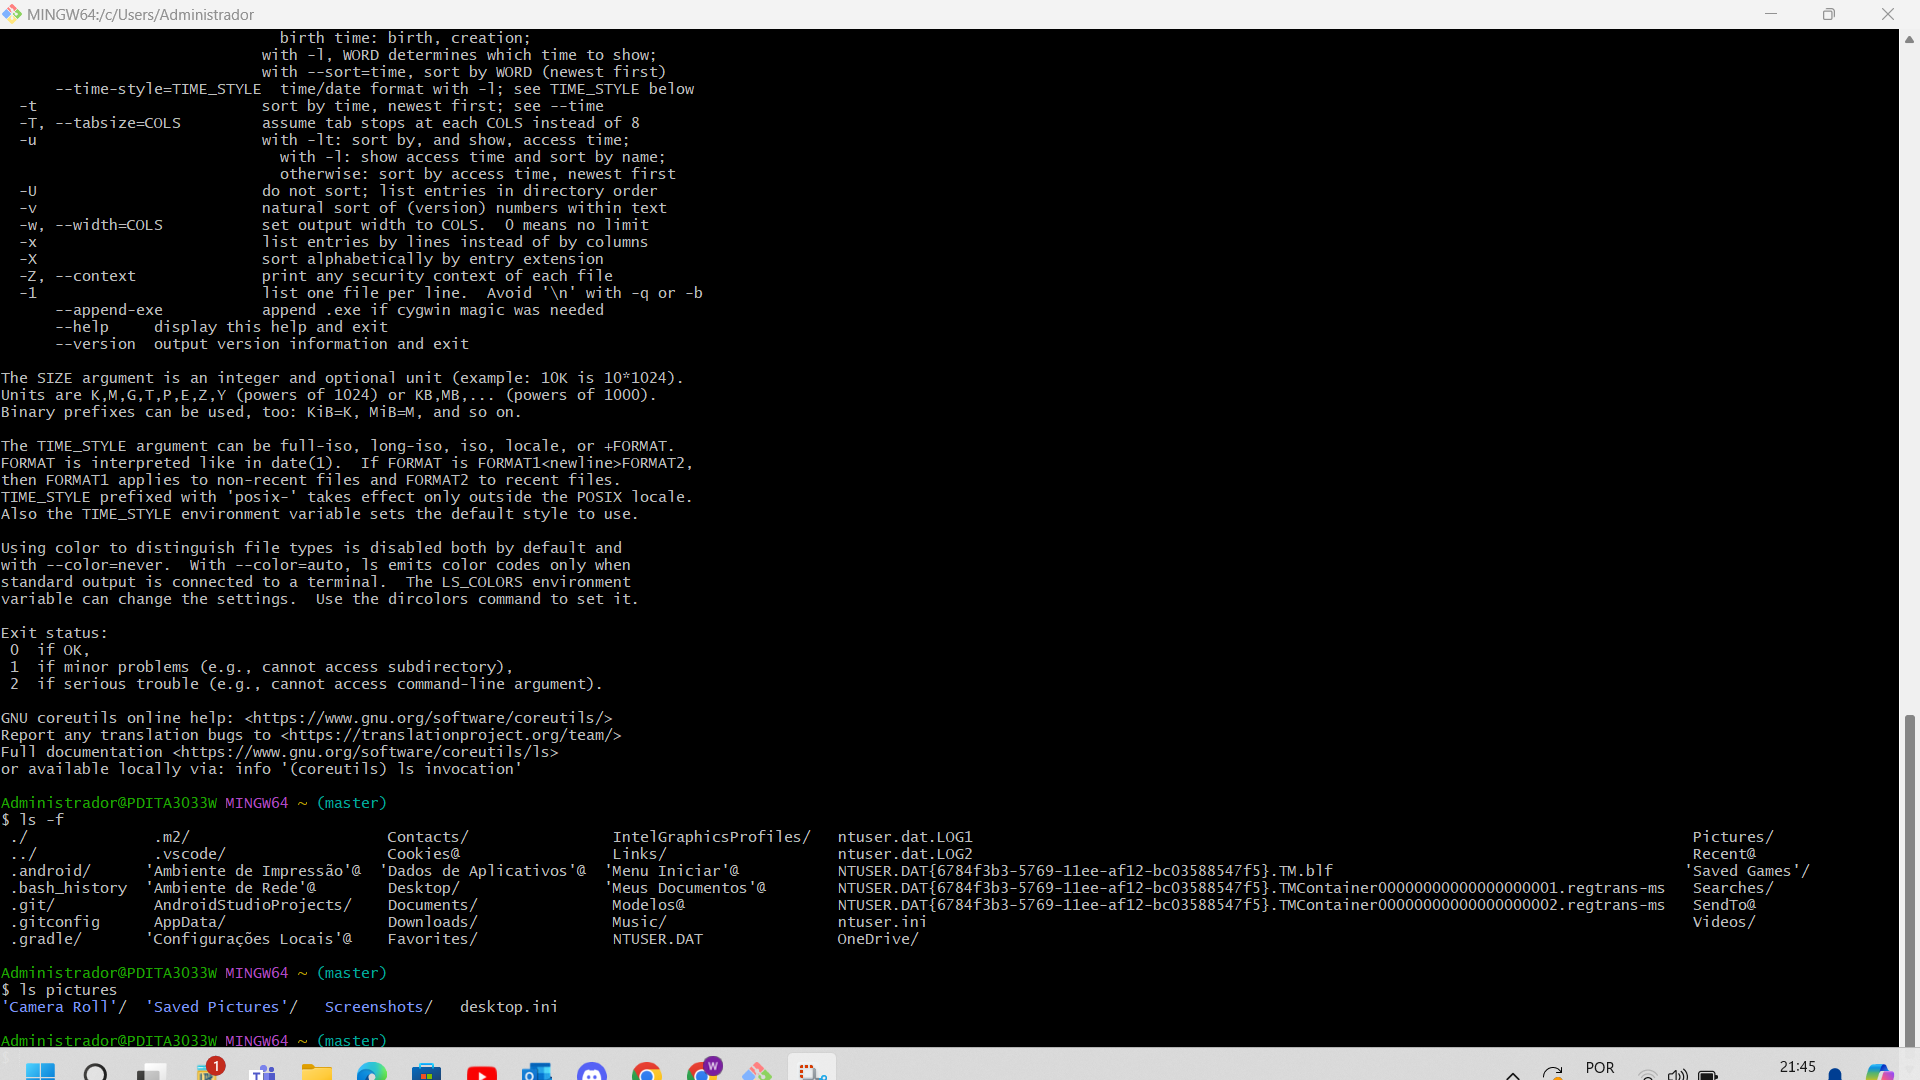 MINGW64:/c/Users/Administrador
birth time: birth, creation;
with -l, WORD determines which time to show;
with --sort=time, sort by WORD (newest first)
--time-style=TIME_STYLE  time/date format with -l; see TIME_STYLE below
-t                         sort by time, newest first; see --time
-T, --tabsize=COLS         assume tab stops at each COLS instead of 8
-u                         with -lt: sort by, and show, access time;
with -l: show access time and sort by name;
otherwise: sort by access time, newest first
-U                         do not sort; list entries in directory order
-v                         natural sort of (version) numbers within text
-w, --width=COLS           set output width to COLS.  0 means no limit
-x                         list entries by lines instead of by columns
-X                         sort alphabetically by entry extension
-Z, --context              print any security context of each file
-1                         list one file per line.  Avoid '\n' with -q or -b
--append-exe           append .exe if cygwin magic was needed
--help     display this help and exit
--version  output version information and exit
The SIZE argument is an integer and optional unit (example: 10K is 10*1024).
Units are K,M,G,T,P,E,Z,Y (powers of 1024) or KB,MB,... (powers of 1000).
Binary prefixes can be used, too: KiB=K, MiB=M, and so on.
The TIME_STYLE argument can be full-iso, long-iso, iso, locale, or +FORMAT.
FORMAT is interpreted like in date(1).  If FORMAT is FORMAT1<newline>FORMAT2,
then FORMAT1 applies to non-recent files and FORMAT2 to recent files.
TIME_STYLE prefixed with 'posix-' takes effect only outside the POSIX locale.
Also the TIME_STYLE environment variable sets the default style to use.
Using color to distinguish file types is disabled both by default and
with --color=never.  With --color=auto, ls emits color codes only when
standard output is connected to a terminal.  The LS_COLORS environment
variable can change the settings.  Use the dircolors command to set it.
Exit status:
0  if OK,
1  if minor problems (e.g., cannot access subdirectory),
2  if serious trouble (e.g., cannot access command-line argument).
GNU coreutils online help: <https://www.gnu.org/software/coreutils/>
Report any translation bugs to <https://translationproject.org/team/>
Full documentation <https://www.gnu.org/software/coreutils/ls>
or available locally via: info '(coreutils) ls invocation'
Administrador@PDITA3033W MINGW64 ~ (master)
$ ls -f
./ .m2/ Contacts/ IntelGraphicsProfiles/ ntuser.dat.LOG1 Pictures/
../ .vscode/ Cookies@ Links/ ntuser.dat.LOG2 Recent@
.android/ 'Ambiente de Impressão'@ 'Dados de Aplicativos'@ 'Menu Iniciar'@ NTUSER.DAT{6784f3b3-5769-11ee-af12-bc03588547f5}.TM.blf 'Saved Games'/
.bash_history 'Ambiente de Rede'@ Desktop/ 'Meus Documentos'@ NTUSER.DAT{6784f3b3-5769-11ee-af12-bc03588547f5}.TMContainer00000000000000000001.regtrans-ms Searches/
.git/ AndroidStudioProjects/ Documents/ Modelos@ NTUSER.DAT{6784f3b3-5769-11ee-af12-bc03588547f5}.TMContainer00000000000000000002.regtrans-ms SendTo@
.gitconfig AppData/ Downloads/ Music/ ntuser.ini Videos/
.gradle/ 'Configurações Locais'@ Favorites/ NTUSER.DAT OneDrive/
Administrador@PDITA3033W MINGW64 ~ (master)
$ ls pictures
'Camera Roll'/ 'Saved Pictures'/ Screenshots/ desktop.ini
Administrador@PDITA3033W MINGW64 ~ (master)
1
W
POR
21:45